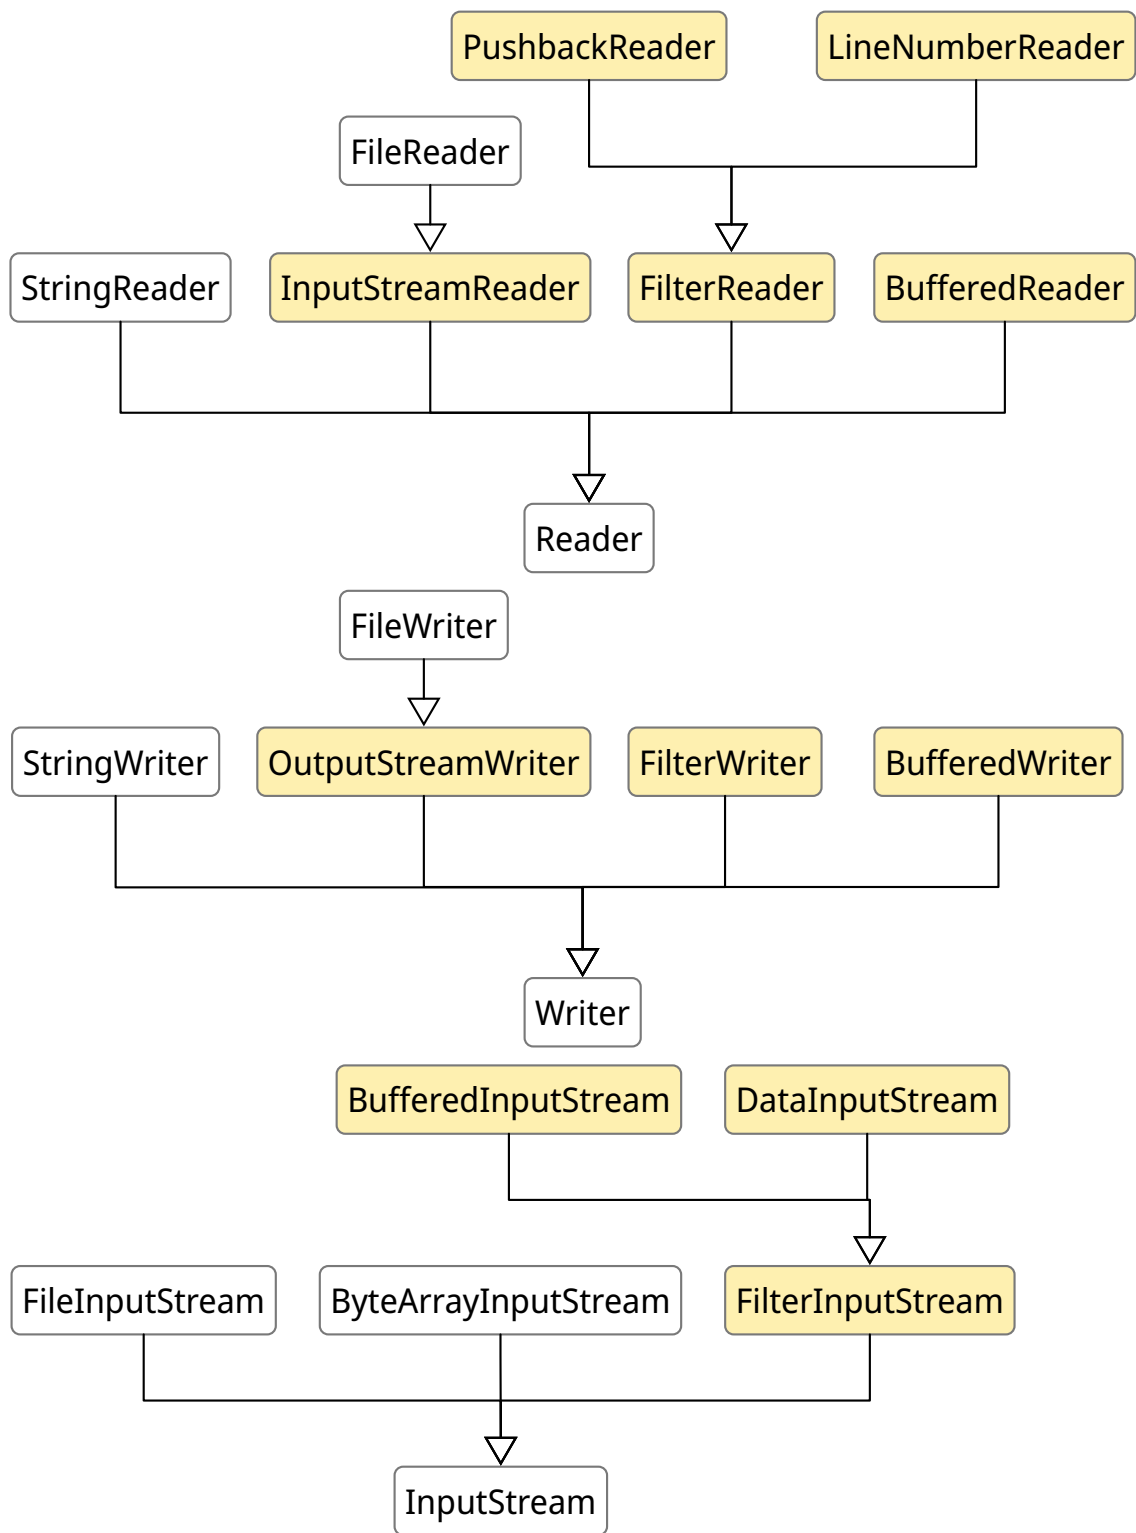 PushbackReader
LineNumberReader
FileReader
StringReader
InputStreamReader
FilterReader
BufferedReader
Reader
FileWriter
StringWriter
OutputStreamWriter
FilterWriter
BufferedWriter
Writer
BufferedInputStream
DataInputStream
FileInputStream
ByteArrayInputStream
FilterInputStream
InputStream